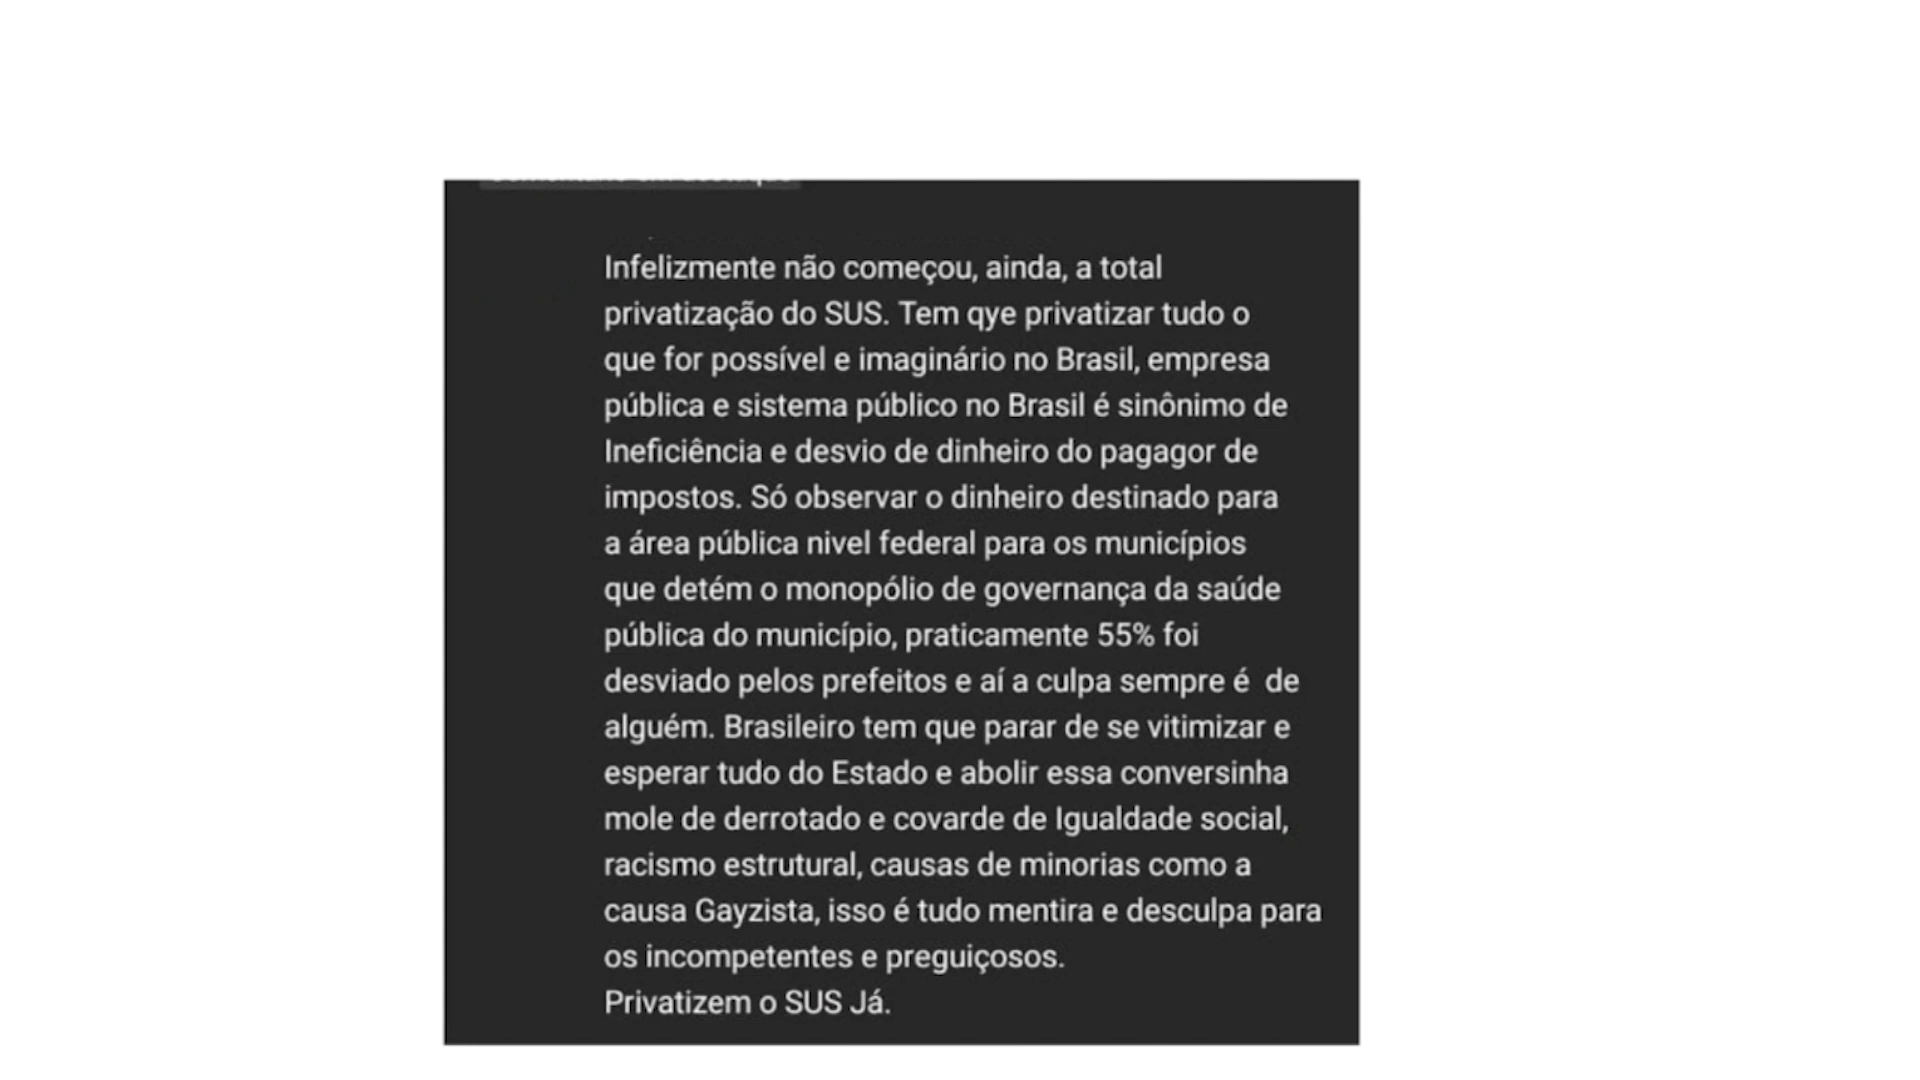 Infelizmente não começou, ainda, a total
privatização do SUS. Tem qye privatizar tudo o
que for possível e imaginário no Brasil, empresa
pública e sistema público no Brasil é sinônimo de
Ineficiência e desvio de dinheiro do pagagor de
impostos. Só observar o dinheiro destinado para
a área pública nivel federal para os municípios
que detém o monopólio de governança da saúde
pública do município, praticamente 55% foi
desviado pelos prefeitos e aí a culpa sempre é  de
alguém. Brasileiro tem que parar de se vitimizar e
esperar tudo do Estado e abolir essa conversinha
mole de derrotado e covarde de Igualdade social,
racismo estrutural, causas de minorias como a
causa Gayzista, isso é tudo mentira e desculpa para
os incompetentes e preguiçosos.
Privatizem o SUS Já.